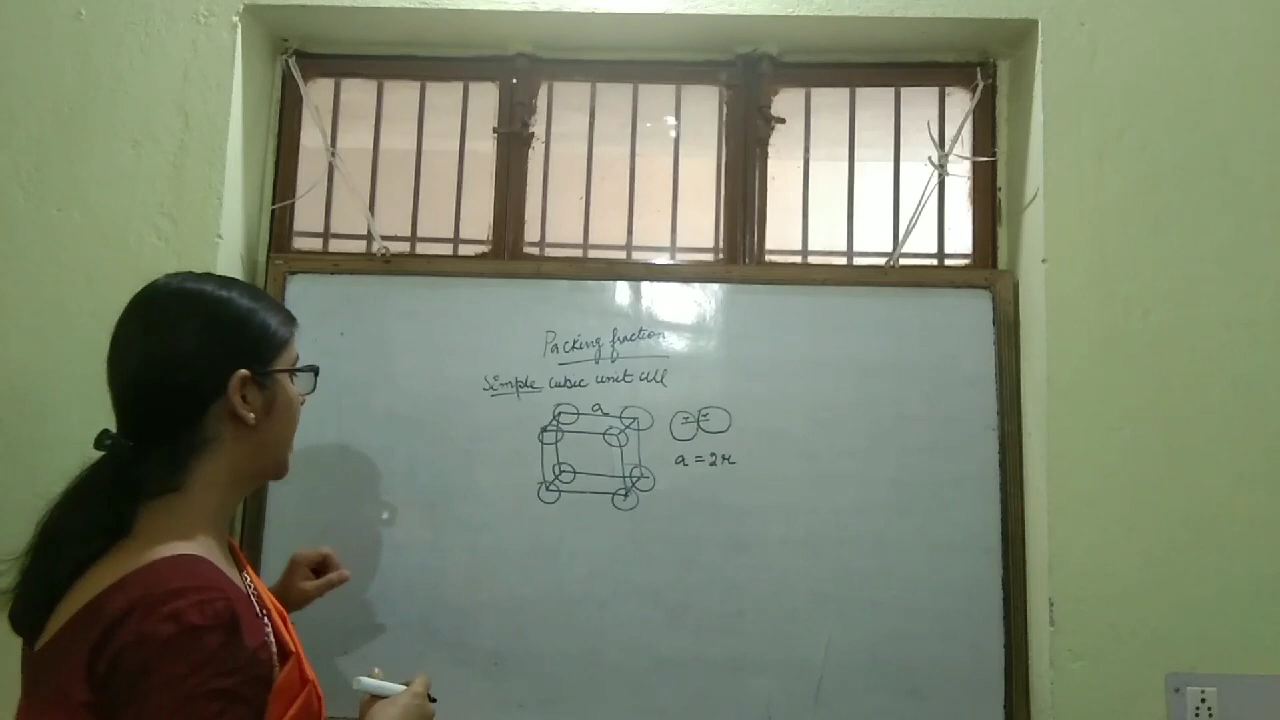 Packing fraction
Simple cubic unit cell
a
r r
a = 2r